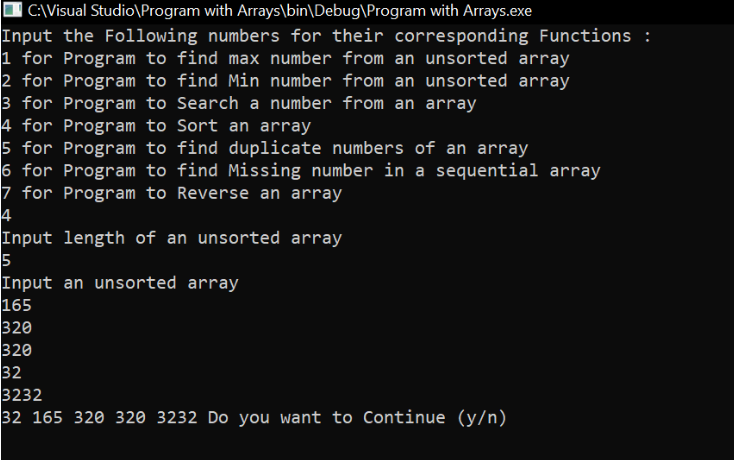 C:\Visual Studio\Program with Arrays\bin\Debug\Program with Arrays.exe
Input the Following numbers for their corresponding Functions :
1 for Program to find max number from an unsorted array
2 for Program to find Min number from an unsorted array
3 for Program to Search a number from an array
4 for Program to Sort an array
5 for Program to find duplicate numbers of an array
6 for Program to find Missing number in a sequential array
7 for Program to Reverse an array
4
Input length of an unsorted array
5
Input an unsorted array
165
320
320
32
3232
32 165 320 320 3232 Do you want to Continue (y/n)